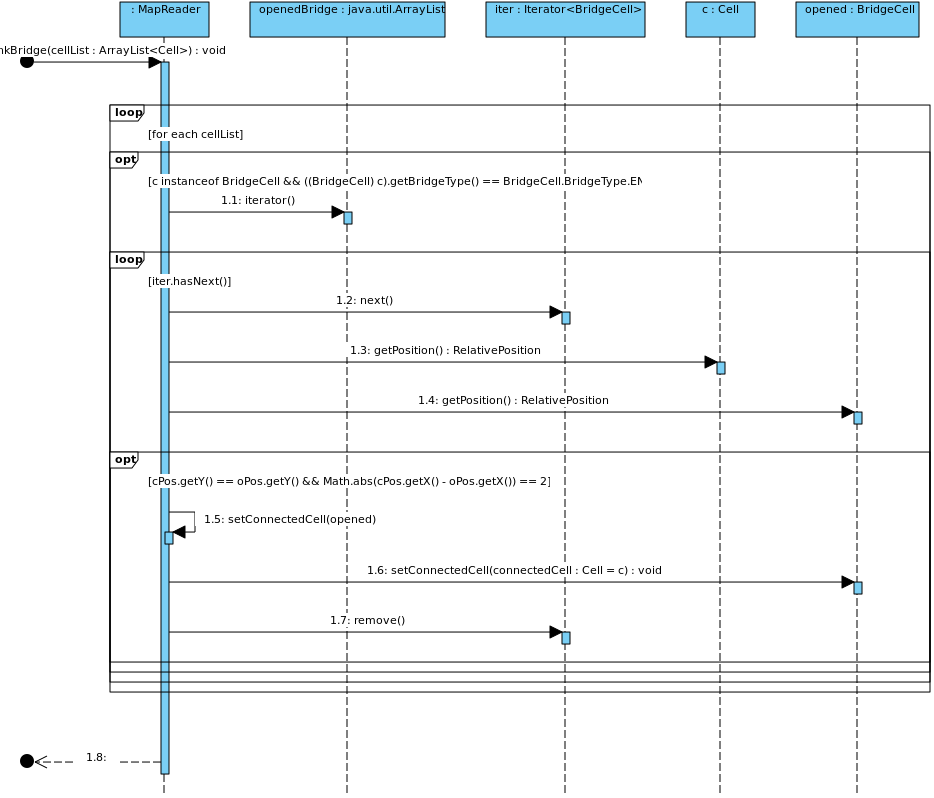 : MapReader
openedBridge : java.util.ArrayList
iter : Iterator<BridgeCell>
c : Cell
opened : BridgeCell
nkBridge(cellList : ArrayList<Cell>) : void
loop
[for each cellList]
opt
[c instanceof BridgeCell && ((BridgeCell) c).getBridgeType() == BridgeCell.BridgeType.EN
1.1: iterator()
loop
[iter.hasNext()]
1.2: next()
1.3: getPosition() : RelativePosition
1.4: getPosition() : RelativePosition
opt
[cPos.getY() == oPos.getY() && Math.abs(cPos.getX() - oPos.getX()) == 2]
1.5: setConnectedCell(opened)
1.6: setConnectedCell(connectedCell : Cell = c) : void
1.7: remove()
1.8: